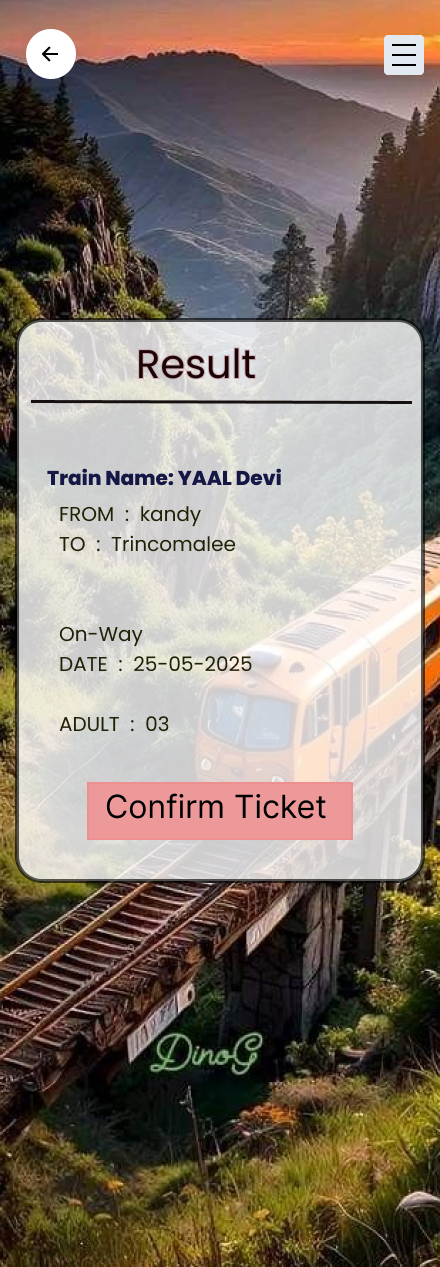 Result
Train Name: YAAL Devi
FROM : kandy
TO : Trincomalee
On-Way
DATE : 25-05-2025
ADULT : 03
Confirm Ticket
DinoG